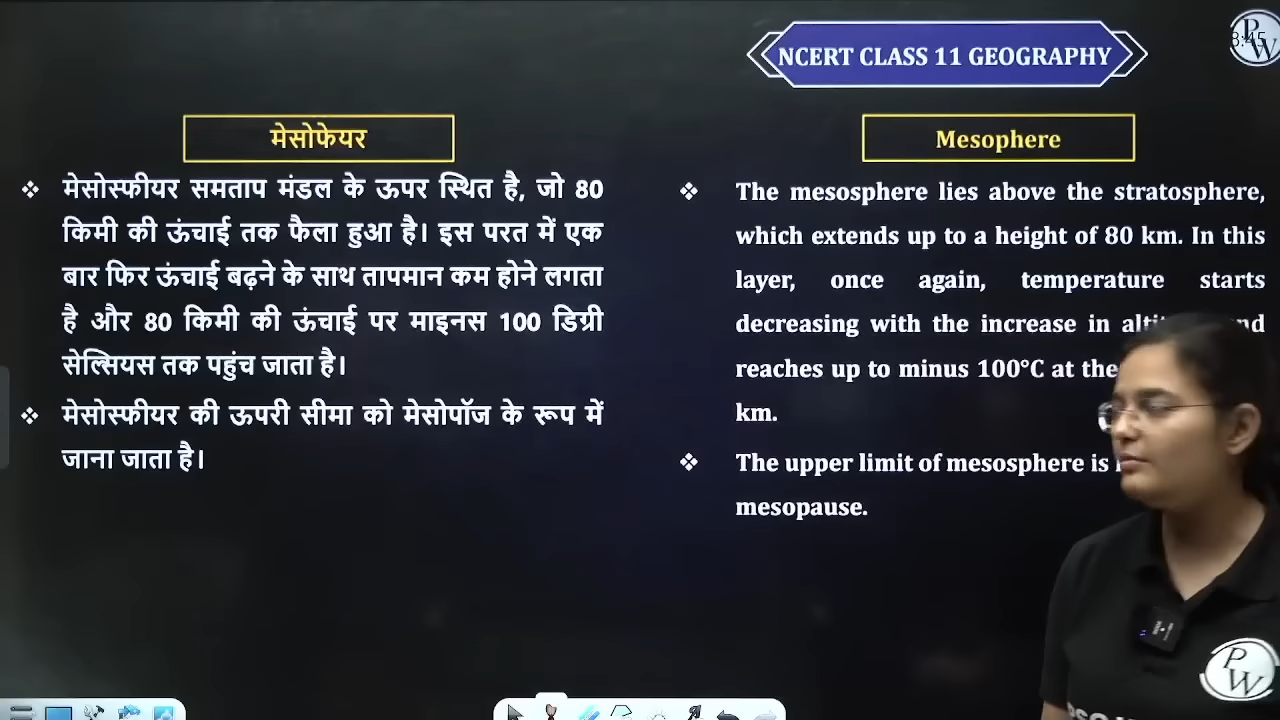 NCERT CLASS 11 GEOGRAPHY
P
W
8:45
मेसोफेयर
मेसोस्फीयर समताप मंडल के ऊपर स्थित है, जो 80
किमी की ऊंचाई तक फैला हुआ है। इस परत में एक
बार फिर ऊंचाई बढ़ने के साथ तापमान कम होने लगता
है और 80 किमी की ऊंचाई पर माइनस 100 डिग्री
सेल्सियस तक पहुंच जाता है।
मेसोस्फीयर की ऊपरी सीमा को मेसोपॉज के रूप में
जाना जाता है।
Mesophere
The mesosphere lies above the stratosphere,
which extends up to a height of 80 km. In this
layer, once again, temperature starts
decreasing with the increase in
reaches up to minus 100°C at the
km.
The upper limit of mesosphere is
mesopause.
P
W